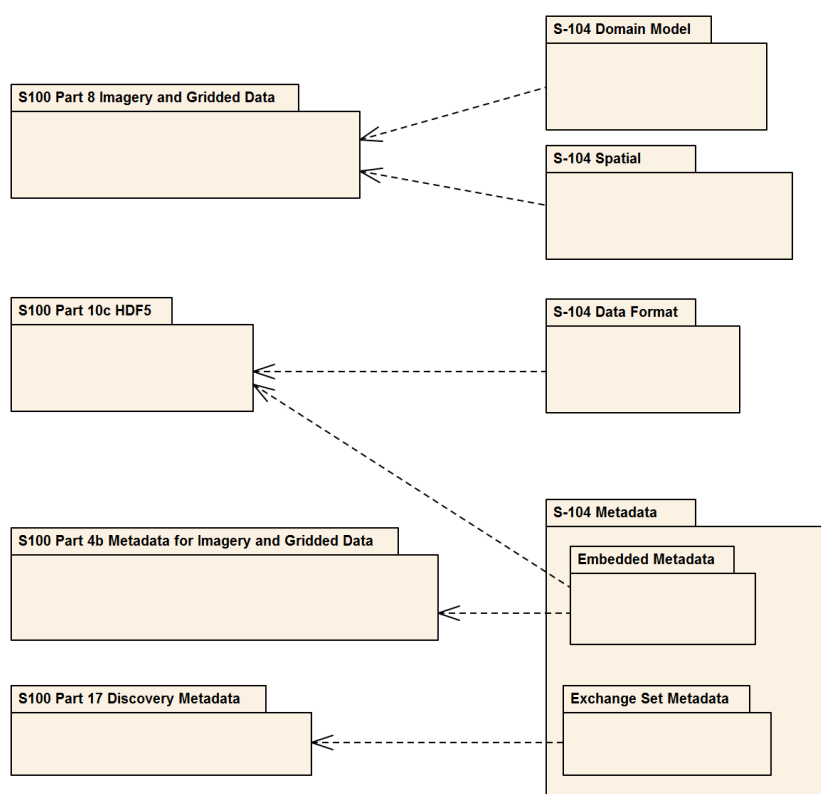 S-104 Domain Model
S100 Part 8 Imagery and Gridded Data
S-104 Spatial
S100 Part 10c HDF5
S-104 Data Format
S-104 Metadata
S100 Part 4b Metadata for Imagery and Gridded Data
Embedded Metadata
S100 Part 17 Discovery Metadata
Exchange Set Metadata